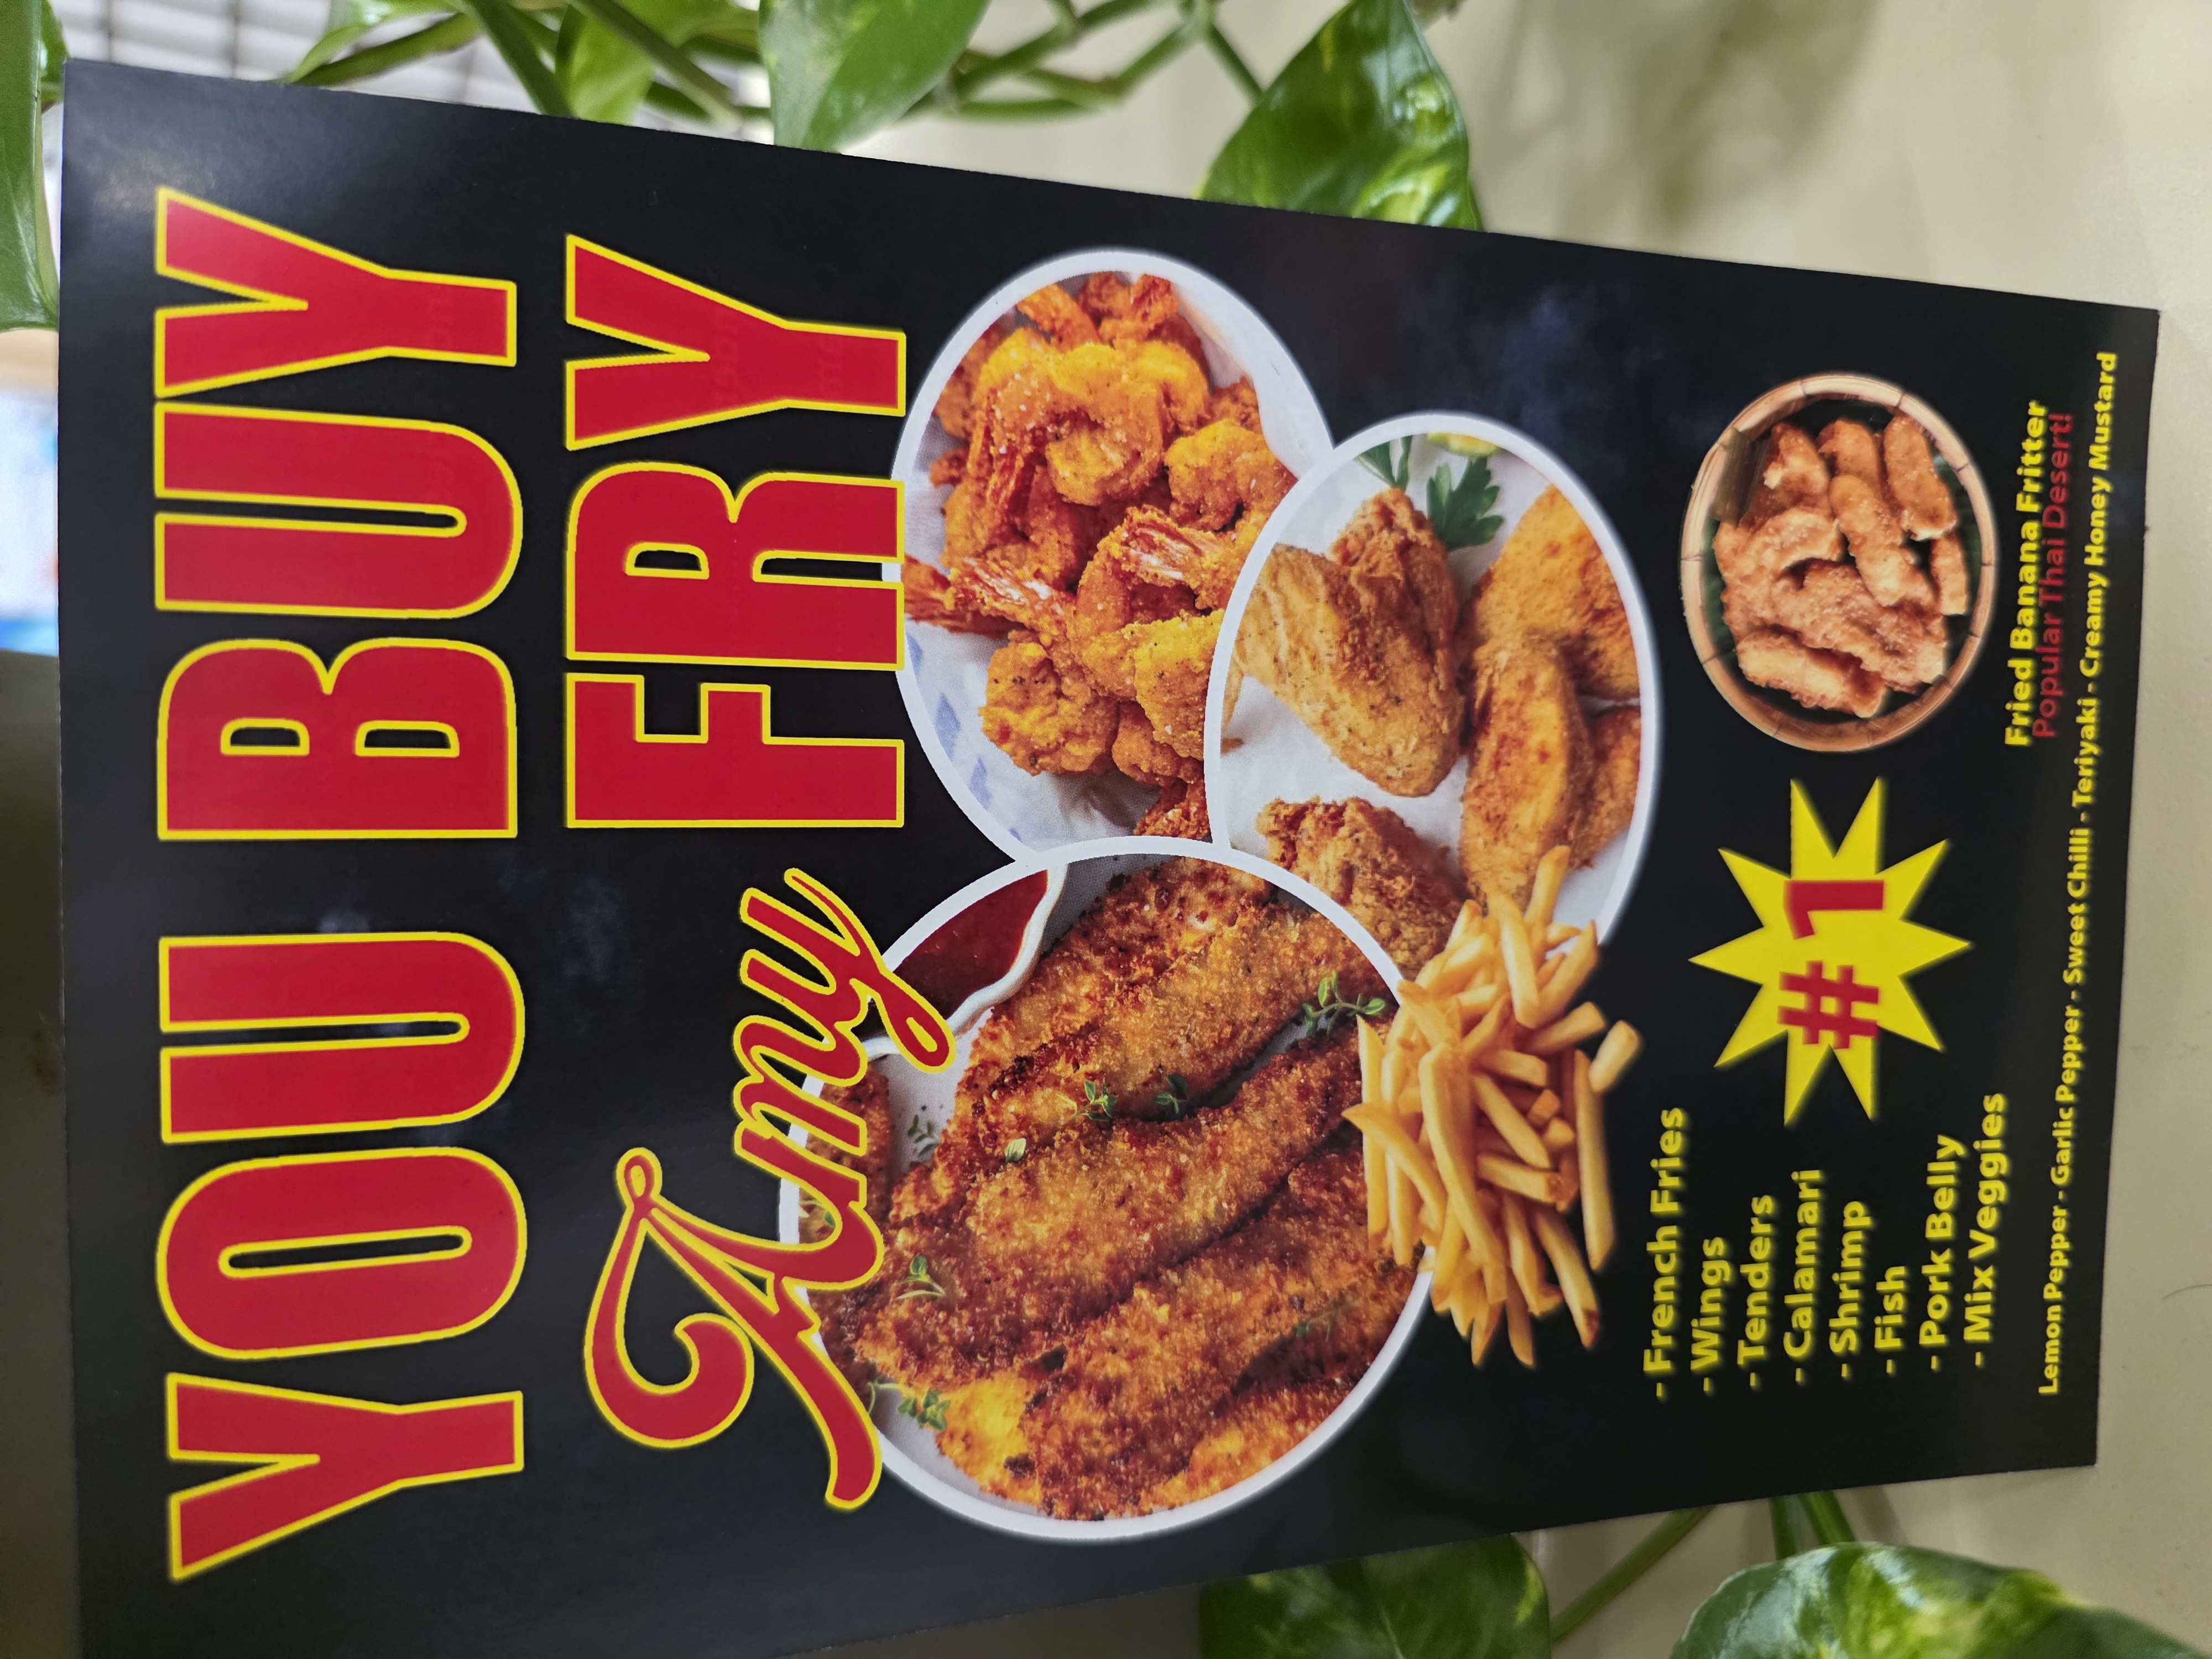 YOU BUY
Amy FRY
- French Fries
- Wings
- Tenders
- Calamari
- Shrimp
- Fish
- Pork Belly
- Mix Veggies
#1
Fried Banana Fritter
Popular Thai Desert!
Lemon Pepper - Garlic Pepper - Sweet Chilli - Teriyaki - Creamy Honey Mustard